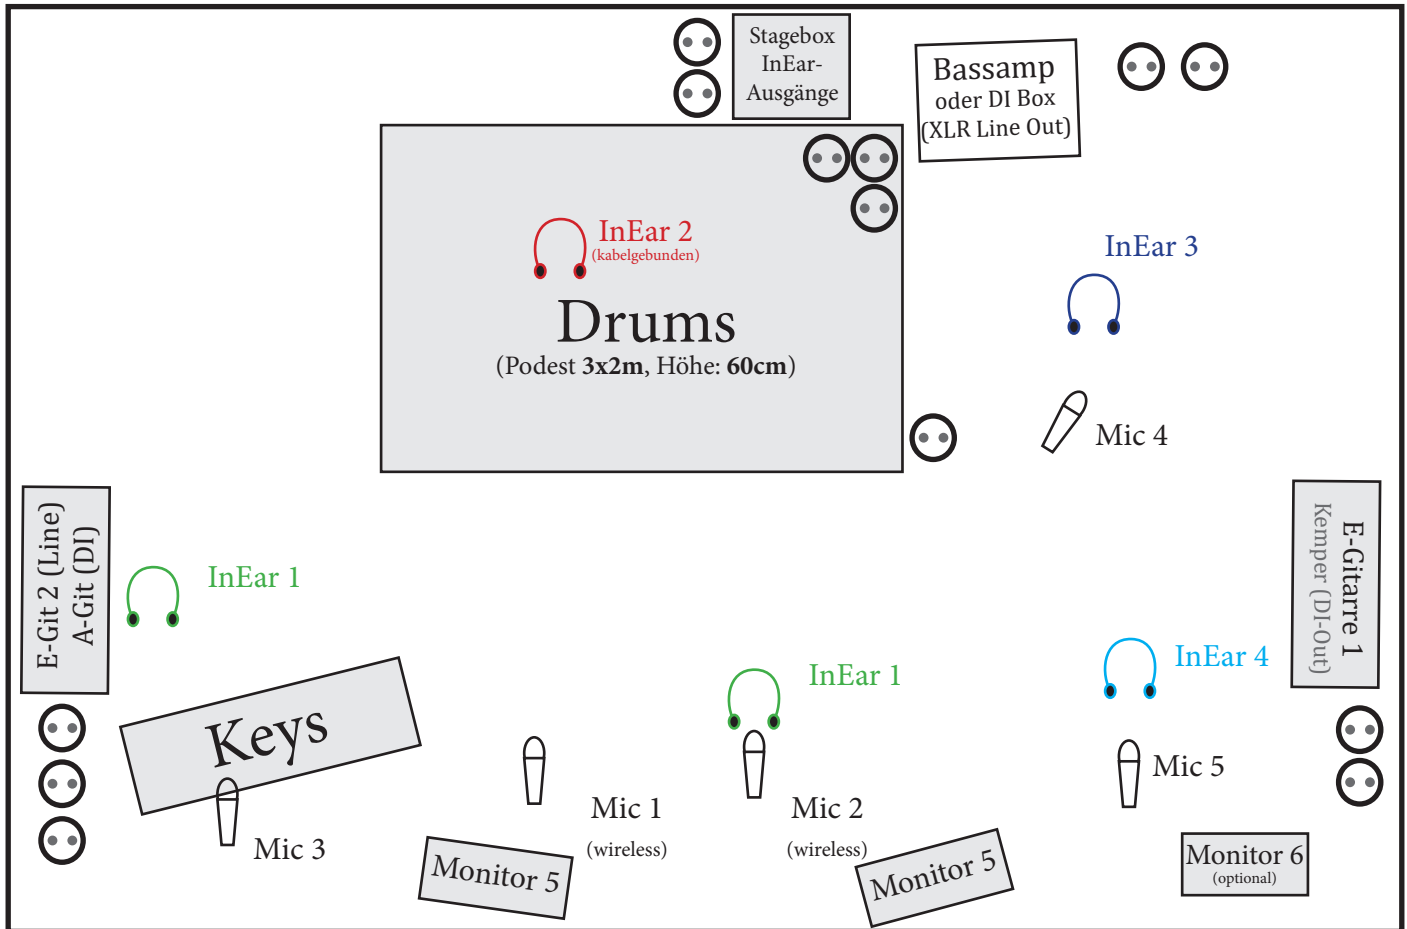 Stagebox
InEar-
Ausgänge
Bassamp
oder DI Box
(XLR Line Out)
InEar 2
(kabelgebunden)
Drums
(Podest 3x2m, Höhe: 60cm)
InEar 3
Mic 4
E-Git 2 (Line)
A-Git (DI)
InEar 1
E-Gitarre 1
Kemper (DI-Out)
InEar 4
InEar 1
Keys
Mic 3
Mic 1
(wireless)
Mic 2
(wireless)
Mic 5
Monitor 5
Monitor 5
Monitor 6
(optional)